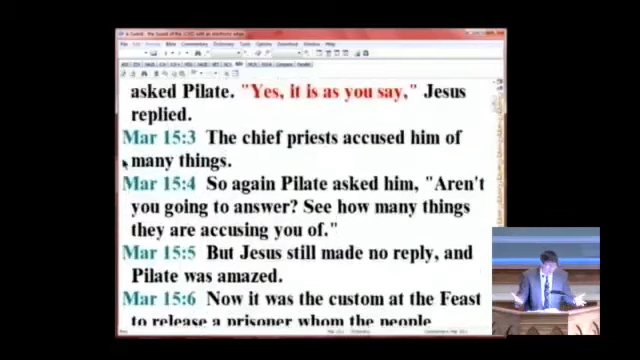 asked Pilate. "Yes, it is as you say," Jesus
replied.
Mar 15:3 The chief priests accused him of
many things.
Mar 15:4 So again Pilate asked him, "Aren't
you going to answer? See how many things
they are accusing you of."
Mar 15:5 But Jesus still made no reply, and
Pilate was amazed.
Mar 15:6 Now it was the custom at the Feast
to release a prisoner whom the people